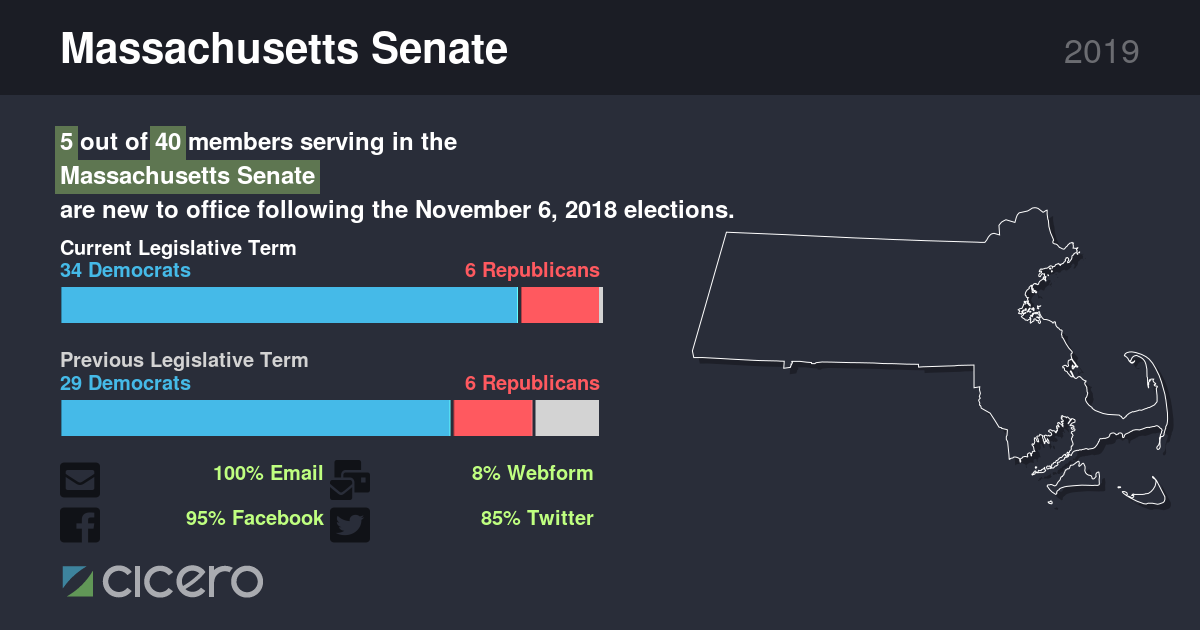 Massachusetts Senate
2019
5 out of 40 members serving in the
Massachusetts Senate
are new to office following the November 6, 2018 elections.
Current Legislative Term
34 Democrats 6 Republicans
Previous Legislative Term
29 Democrats 6 Republicans
100% Email 8% Webform
95% Facebook 85% Twitter
cicero